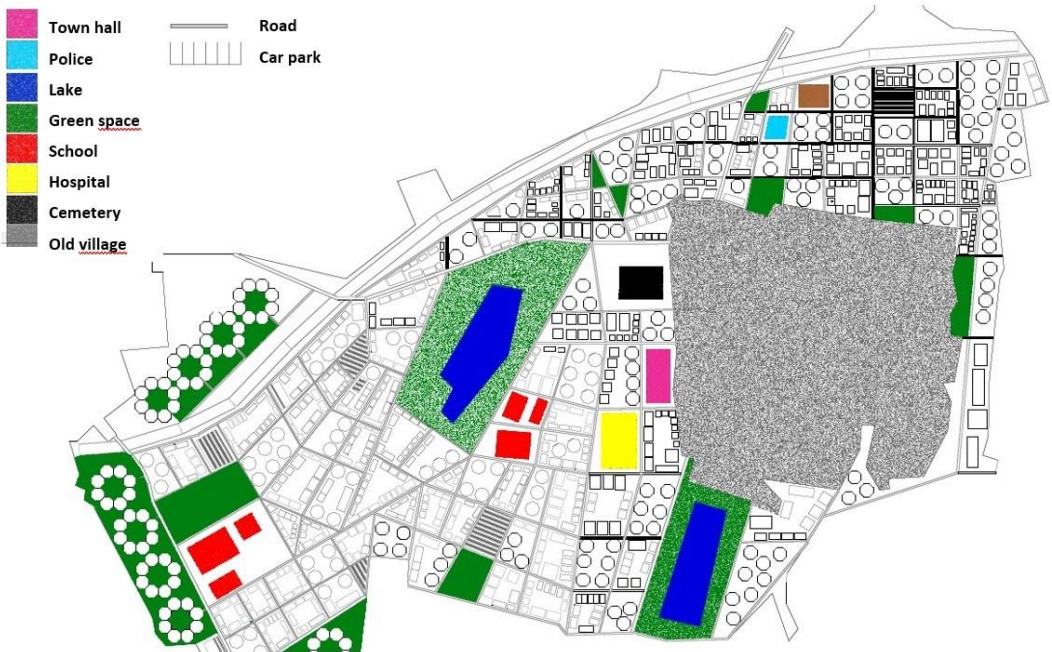 Town hall
Police
Lake
Green space
School
Hospital
Cemetery
Old village
Road
Car park